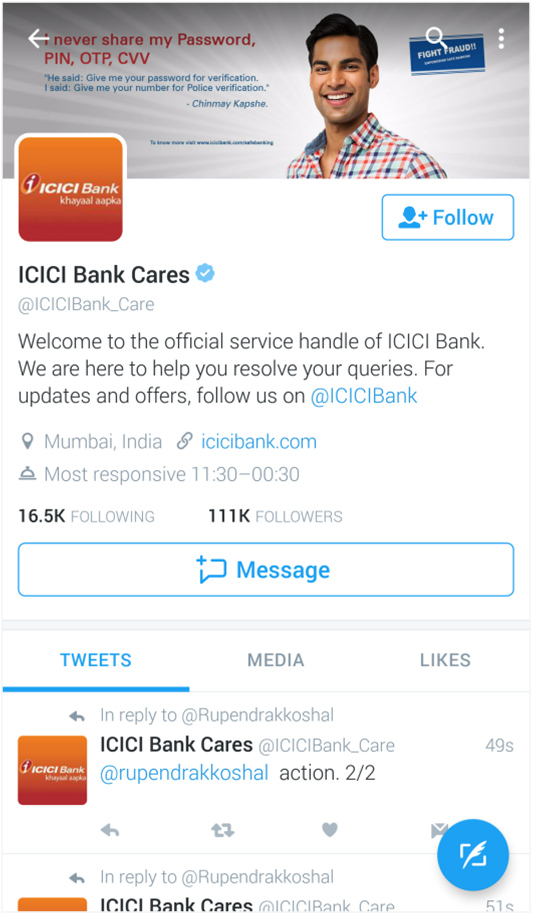 I never share my Password,
PIN, OTP, CVV
"He said: Give me your password for verification.
I said: Give me your number for Police verification."
- Chinmay Kapshe.
To know more visit www.icicibank.com/safebanking
FIGHT FRAUD!!
ICICI Bank
khayaal aapka
Follow
ICICI Bank Cares
@ICICIBank_Care
Welcome to the official service handle of ICICI Bank.
We are here to help you resolve your queries. For
updates and offers, follow us on @ICICIBank
Mumbai, India icicibank.com
Most responsive 11:30–00:30
16.5K FOLLOWING 111K FOLLOWERS
Message
TWEETS MEDIA LIKES
In reply to @Rupendrakkoshal
ICICI Bank Cares @ICICIBank_Care 49s
@rupendrakkoshal action. 2/2
ICICI Bank
khayaal aapka
In reply to @Rupendrakkoshal
ICICI Bank Cares @ICICIBank_Care 51s